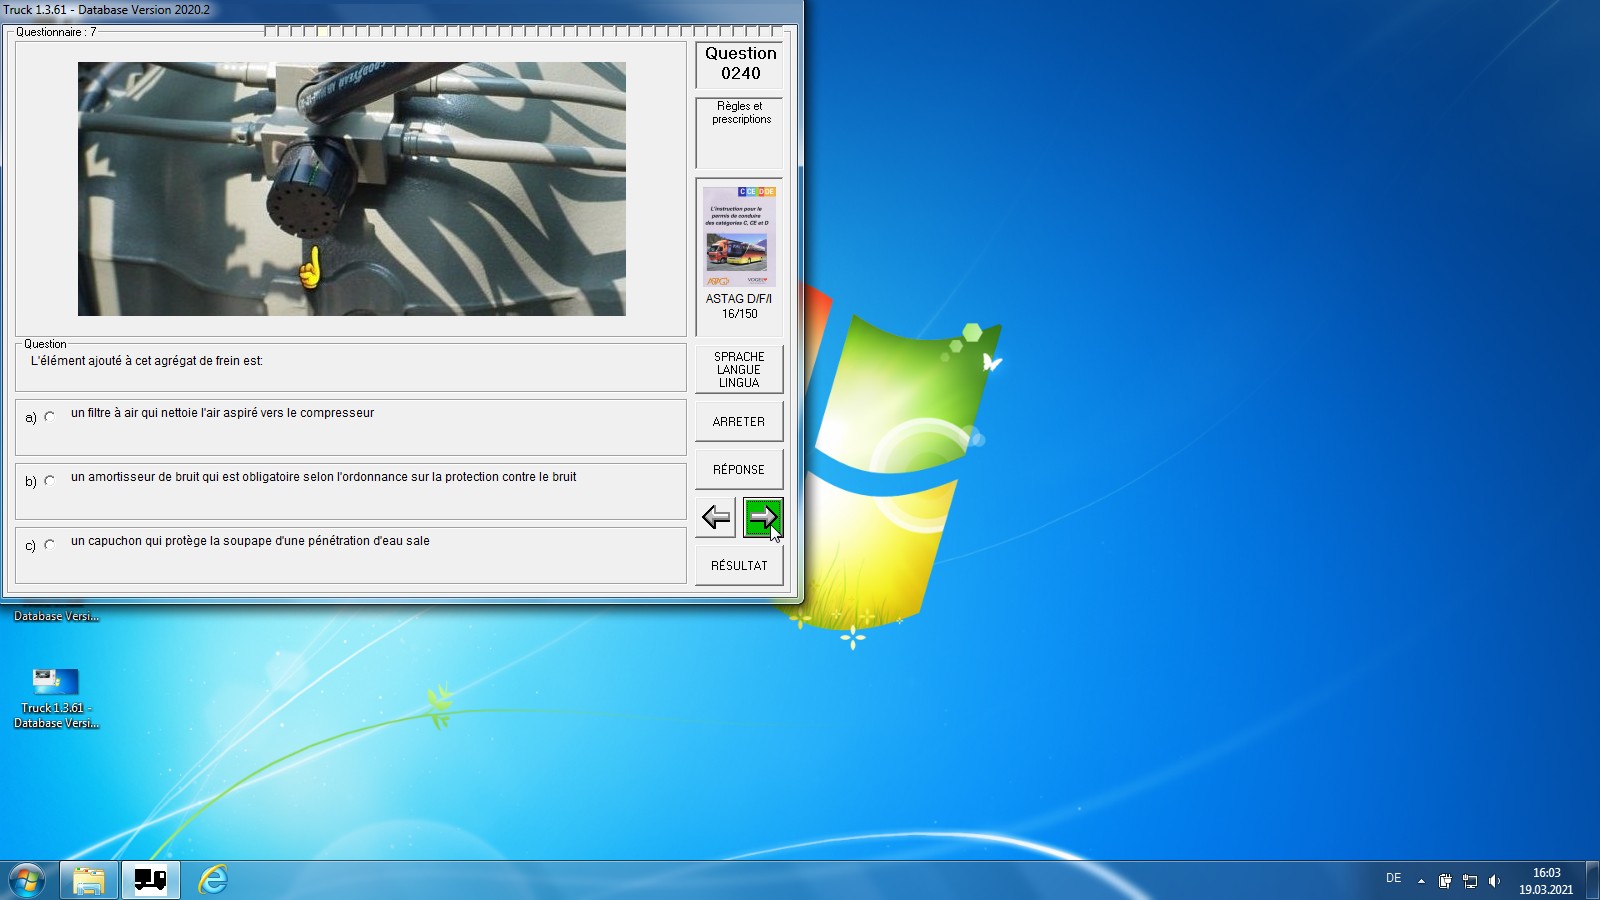 Truck 1.3.61 - Database Version 2020.2
Questionnaire : 7
Question
0240
Règles et
prescriptions
C CE D DE
L'instruction pour le
permis de conduire
des catégories C, CE et D
ASTAG D/F/I
16/150
Question
L'élément ajouté à cet agrégat de frein est:
a) un filtre à air qui nettoie l'air aspiré vers le compresseur
b) un amortisseur de bruit qui est obligatoire selon l'ordonnance sur la protection contre le bruit
c) un capuchon qui protège la soupape d'une pénétration d'eau sale
SPRACHE
LANGUE
LINGUA
ARRETER
RÉPONSE
RÉSULTAT
Database Versi...
Truck 1.3.61 -
Database Versi...
DE
16:03
19.03.2021